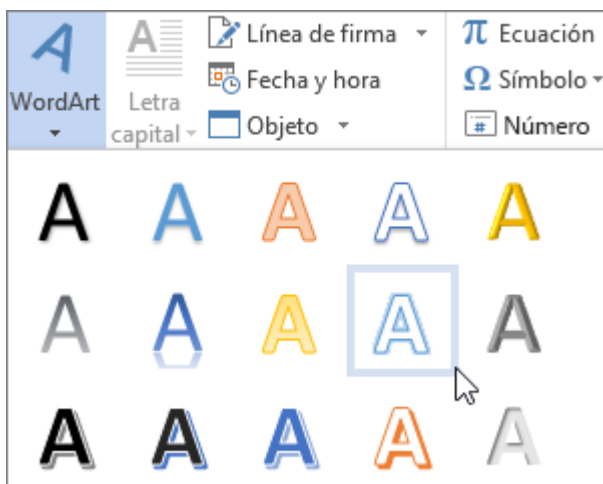 WordArt
Letra
capital
Línea de firma
Fecha y hora
Objeto
π Ecuación
Ω Símbolo
# Número
A A A A A
A A A A A
A A A A A